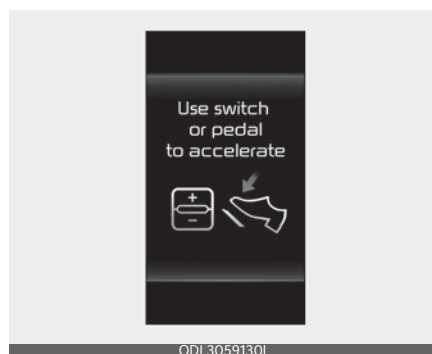 Use switch
or pedal
to accelerate
+
-
ODL3059130L